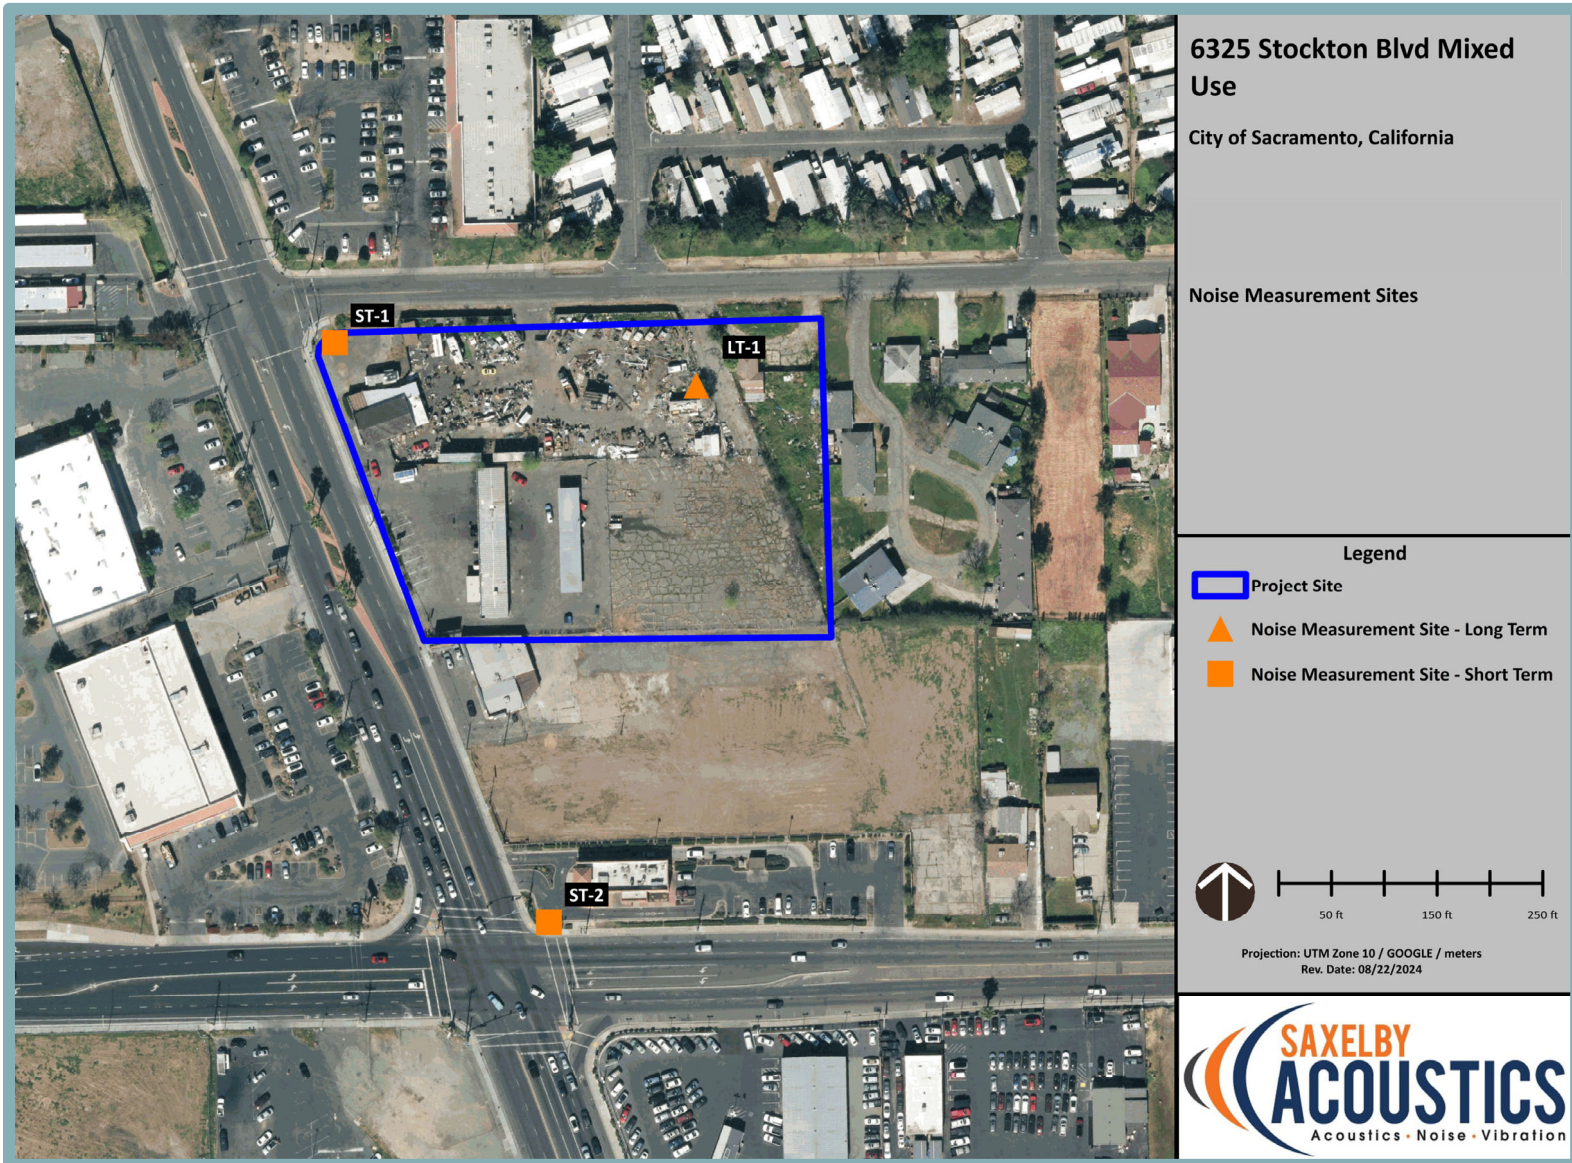 6325 Stockton Blvd Mixed
Use
City of Sacramento, California
Noise Measurement Sites
ST-1
LT-1
ST-2
Legend
Project Site
Noise Measurement Site - Long Term
Noise Measurement Site - Short Term
50 ft 150 ft 250 ft
Projection: UTM Zone 10 / GOOGLE / meters
Rev. Date: 08/22/2024
SAXELBY
ACOUSTICS
Acoustics · Noise · Vibration